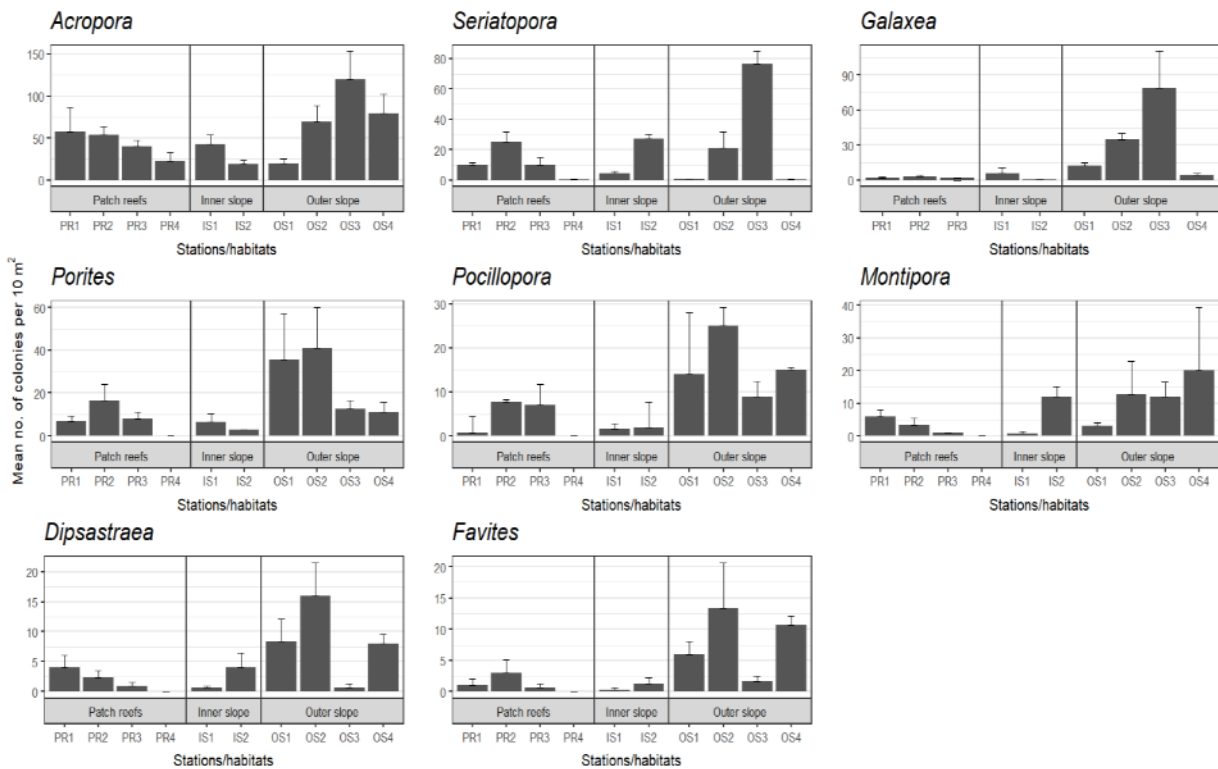 Acropora
Seriatopora
Galaxea
150
100
50
0
80
60
40
20
0
90
60
30
0
Patch reefs Inner slope Outer slope
Patch reefs Inner slope Outer slope
Patch reefs Inner slope Outer slope
PR1 PR2 PR3 PR4 IS1 IS2 OS1 OS2 OS3 OS4
PR1 PR2 PR3 PR4 IS1 IS2 OS1 OS2 OS3 OS4
PR1 PR2 PR3 IS1 IS2 OS1 OS2 OS3 OS4
Stations/habitats
Stations/habitats
Stations/habitats
Mean no. of colonies per 10 m²
Porites
Pocillopora
Montipora
60
40
20
0
30
20
10
0
40
30
20
10
0
Patch reefs Inner slope Outer slope
Patch reefs Inner slope Outer slope
Patch reefs Inner slope Outer slope
PR1 PR2 PR3 PR4 IS1 IS2 OS1 OS2 OS3 OS4
PR1 PR2 PR3 PR4 IS1 IS2 OS1 OS2 OS3 OS4
PR1 PR2 PR3 PR4 IS1 IS2 OS1 OS2 OS3 OS4
Stations/habitats
Stations/habitats
Stations/habitats
Dipsastraea
Favites
20
15
10
5
0
20
15
10
5
0
Patch reefs Inner slope Outer slope
Patch reefs Inner slope Outer slope
PR1 PR2 PR3 PR4 IS1 IS2 OS1 OS2 OS3 OS4
PR1 PR2 PR3 PR4 IS1 IS2 OS1 OS2 OS3 OS4
Stations/habitats
Stations/habitats